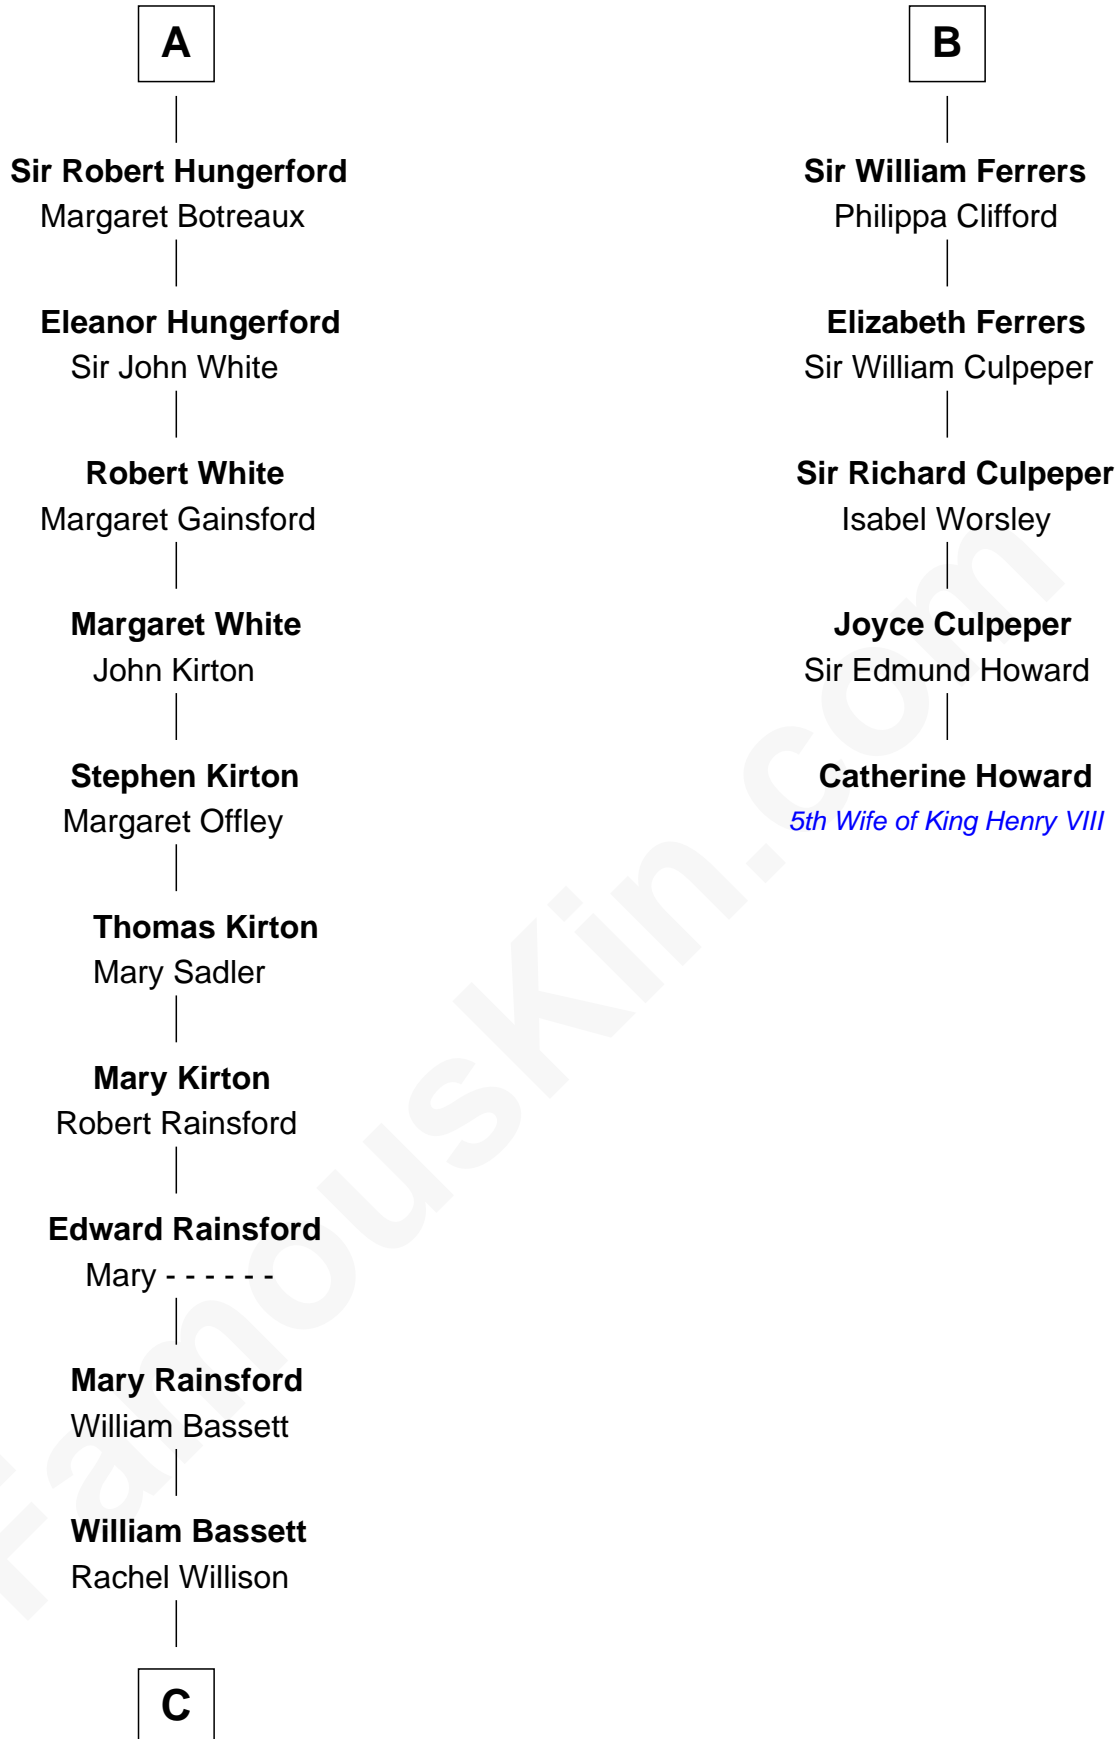 A
Sir Robert Hungerford
Margaret Botreaux
Eleanor Hungerford
Sir John White
Robert White
Margaret Gainsford
Margaret White
John Kirton
Stephen Kirton
Margaret Offley
Thomas Kirton
Mary Sadler
Mary Kirton
Robert Rainsford
Edward Rainsford
Mary - - - - - -
Mary Rainsford
William Bassett
William Bassett
Rachel Willison
C
B
Sir William Ferrers
Philippa Clifford
Elizabeth Ferrers
Sir William Culpeper
Sir Richard Culpeper
Isabel Worsley
Joyce Culpeper
Sir Edmund Howard
Catherine Howard
5th Wife of King Henry VIII
FamousKin.com